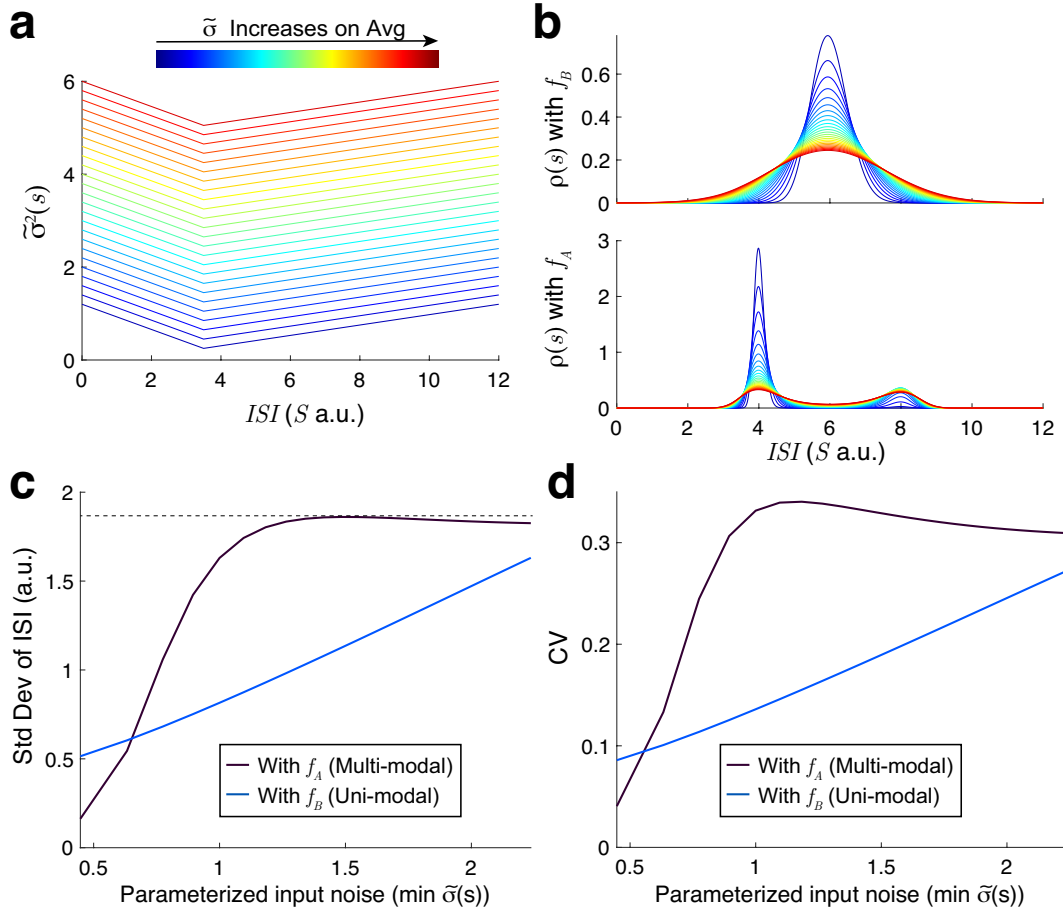 a
σ̃ Increases on Avg
6
4
2
0
σ̃²(s)
0 2 4 6 8 10 12
ISI (S a.u.)
b
0.6
0.4
0.2
0
ρ(s) with f_B
3
2
1
0
ρ(s) with f_A
0 2 4 6 8 10 12
ISI (S a.u.)
c
2
1.5
1
0.5
0
Std Dev of ISI (a.u.)
With f_A (Multi-modal)
With f_B (Uni-modal)
0.5 1 1.5 2
Parameterized input noise (min σ̃(s))
d
0.3
0.2
0.1
0
CV
With f_A (Multi-modal)
With f_B (Uni-modal)
0.5 1 1.5 2
Parameterized input noise (min σ̃(s))